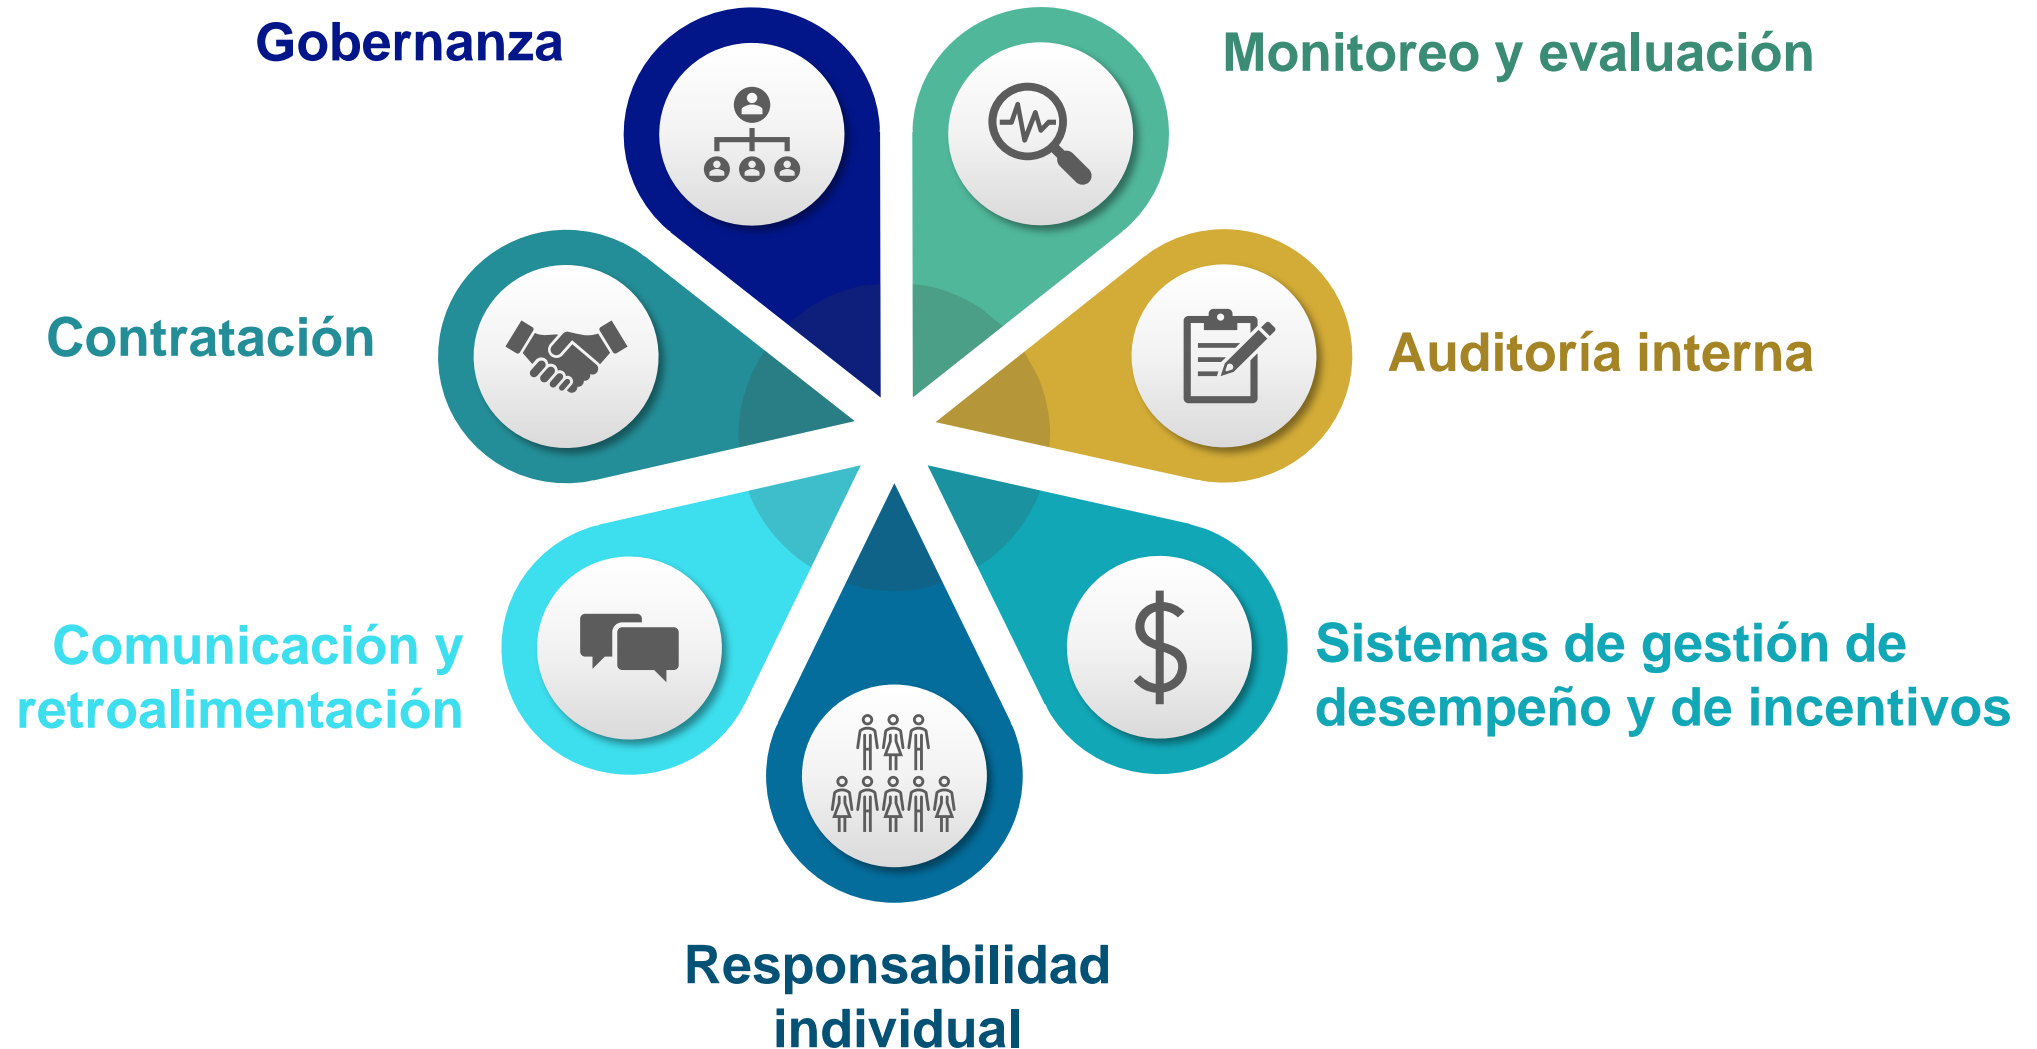 Gobernanza
Monitoreo y evaluación
Contratación
Auditoría interna
Comunicación y
retroalimentación
Sistemas de gestión de
desempeño y de incentivos
Responsabilidad
individual